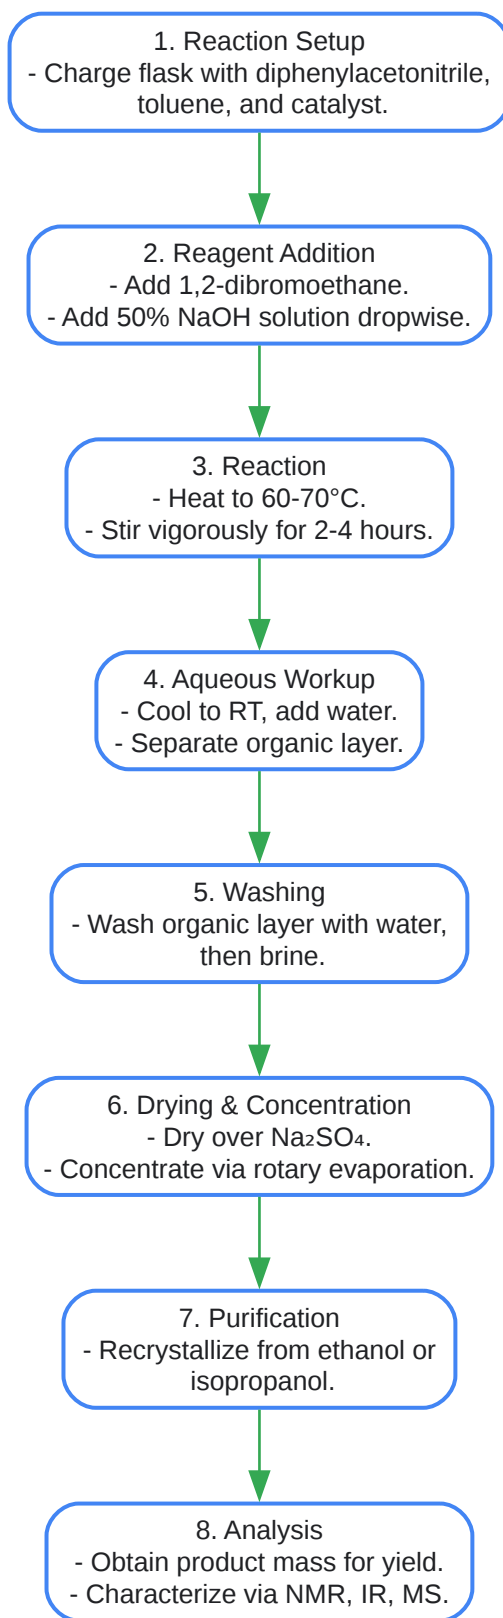 1. Reaction Setup
- Charge flask with diphenylacetonitrile,
toluene, and catalyst.
2. Reagent Addition
- Add 1,2-dibromoethane.
- Add 50% NaOH solution dropwise.
3. Reaction
- Heat to 60-70°C.
- Stir vigorously for 2-4 hours.
4. Aqueous Workup
- Cool to RT, add water.
- Separate organic layer.
5. Washing
- Wash organic layer with water,
then brine.
6. Drying & Concentration
- Dry over Na₂SO₄.
- Concentrate via rotary evaporation.
7. Purification
- Recrystallize from ethanol or
isopropanol.
8. Analysis
- Obtain product mass for yield.
- Characterize via NMR, IR, MS.